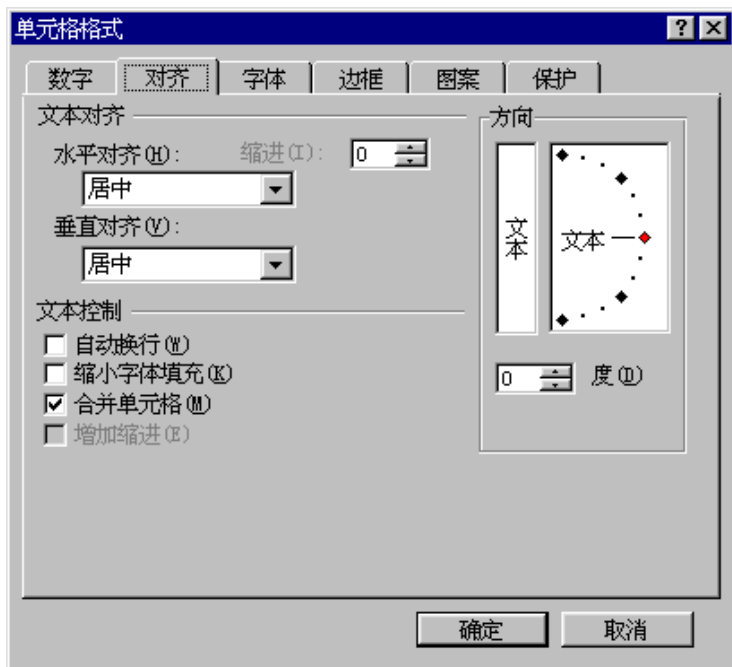 单元格格式
数字 对齐 字体 边框 图案 保护
文本对齐
水平对齐(H): 缩进(I): 0
居中
垂直对齐(V):
居中
文本控制
自动换行(W)
缩小字体填充(K)
合并单元格(M)
增加缩进(E)
方向
文本
文本
0 度(D)
确定 取消